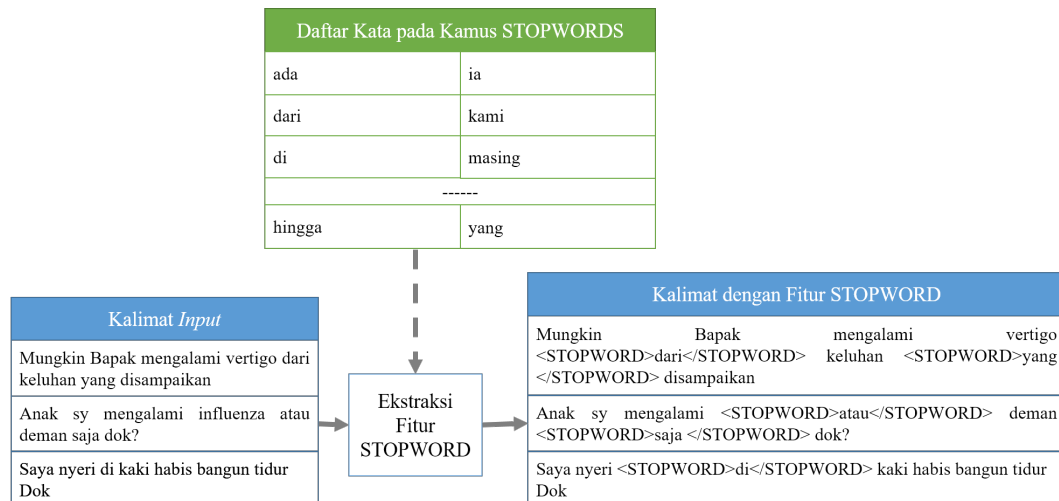 Daftar Kata pada Kamus STOPWORDS
ada ia
dari kami
di masing
------
hingga yang
Kalimat Input
Mungkin Bapak mengalami vertigo dari
keluhan yang disampaikan
Anak sy mengalami influenza atau
deman saja dok?
Saya nyeri di kaki habis bangun tidur
Dok
Ekstraksi
Fitur
STOPWORD
Kalimat dengan Fitur STOPWORD
Mungkin Bapak mengalami vertigo
<STOPWORD>dari</STOPWORD> keluhan <STOPWORD>yang
</STOPWORD> disampaikan
Anak sy mengalami <STOPWORD>atau</STOPWORD> deman
<STOPWORD>saja </STOPWORD> dok?
Saya nyeri <STOPWORD>di</STOPWORD> kaki habis bangun tidur
Dok